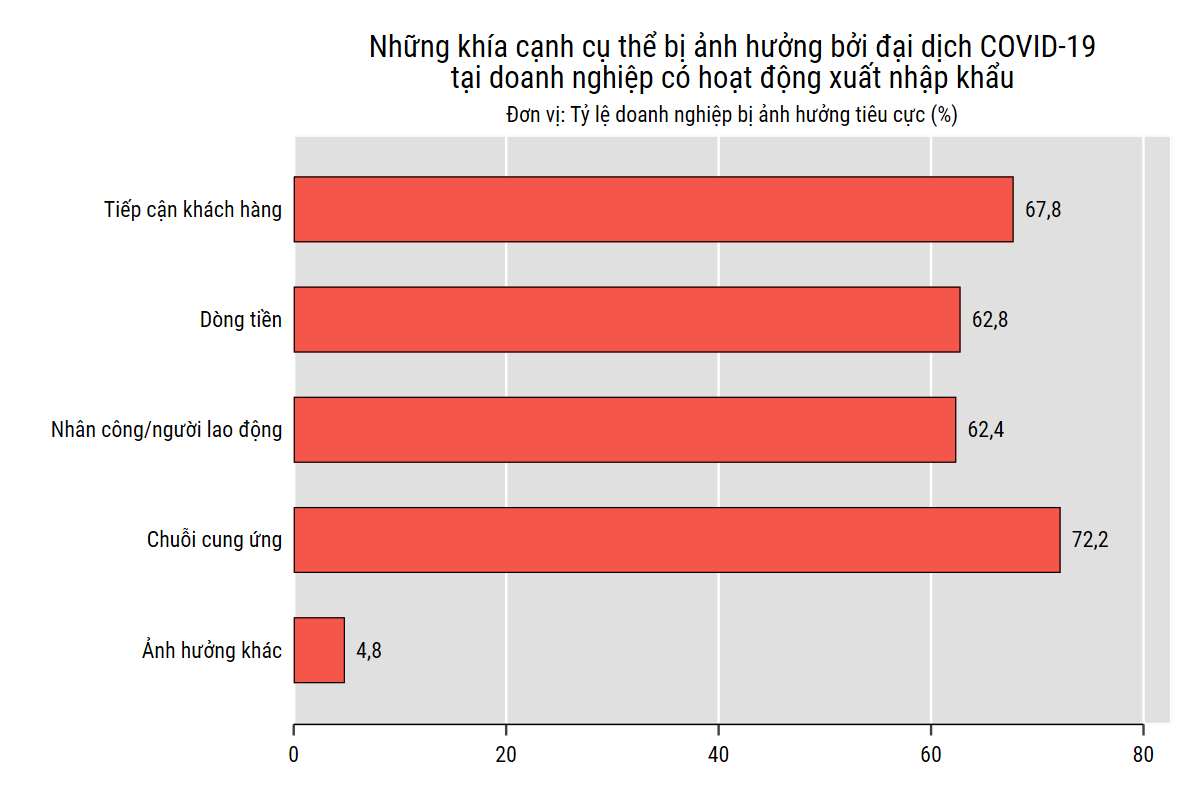 Những khía cạnh cụ thể bị ảnh hưởng bởi đại dịch COVID-19
tại doanh nghiệp có hoạt động xuất nhập khẩu
Đơn vị: Tỷ lệ doanh nghiệp bị ảnh hưởng tiêu cực (%)
Tiếp cận khách hàng 67,8
Dòng tiền 62,8
Nhân công/người lao động 62,4
Chuỗi cung ứng 72,2
Ảnh hưởng khác 4,8
0 20 40 60 80